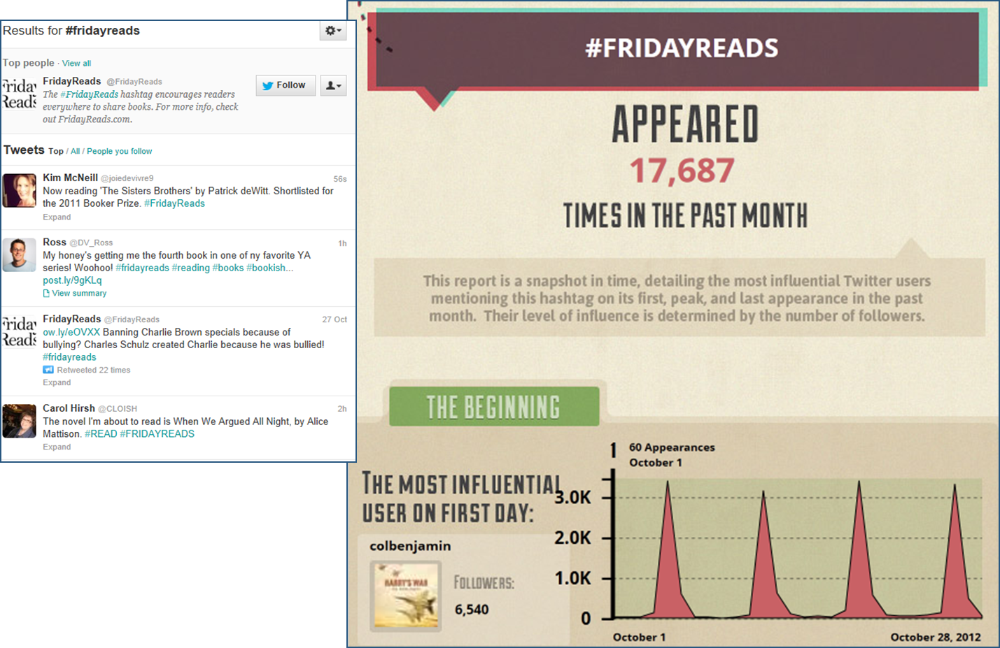 Results for #fridayreads
Top people · View all
FridayReads @FridayReads
The #FridayReads hashtag encourages readers
everywhere to share books. For more info, check
out FridayReads.com.
Follow
Friday
Reads
Tweets Top / All / People you follow
Kim McNeill @joiedevivre9 56s
Now reading 'The Sisters Brothers' by Patrick deWitt. Shortlisted for
the 2011 Booker Prize. #FridayReads
Expand
Ross @DV_Ross 1h
My honey's getting me the fourth book in one of ny favorite YA
series! Woohoo! #fridayreads #reading #books #bookish...
post.ly/9gKLq
View summary
FridayReads @FridayReads 27 Oct
Friday
Reads
ow.ly/eOVXX Banning Charlie Brown specials because of
bullying? Charles Schulz created Charlie because he was bullied!
#fridayreads
Retweeted 22 times
Expand
Carol Hirsh @CLOISH 2h
The novel I'm about to read is When We Argued All Night, by Alice
Mattison. #READ #FRIDAYREADS
Expand
#FRIDAYREADS
APPEARED
17,687
TIMES IN THE PAST MONTH
This report is a snapshot in time, detailing the most influential Twitter users
mentioning this hashtag on its first, peak, and last appearance in the past
month. Their level of influence is determined by the number of followers.
THE BEGINNING
THE MOST INFLUENTIAL
USER ON FIRST DAY:
colbenjamin
HARRY'S WAR
FOLLOWERS:
6,540
1 60 Appearances
October 1
3.0K
2.0K
1.0K
0
October 1 October 28, 2012